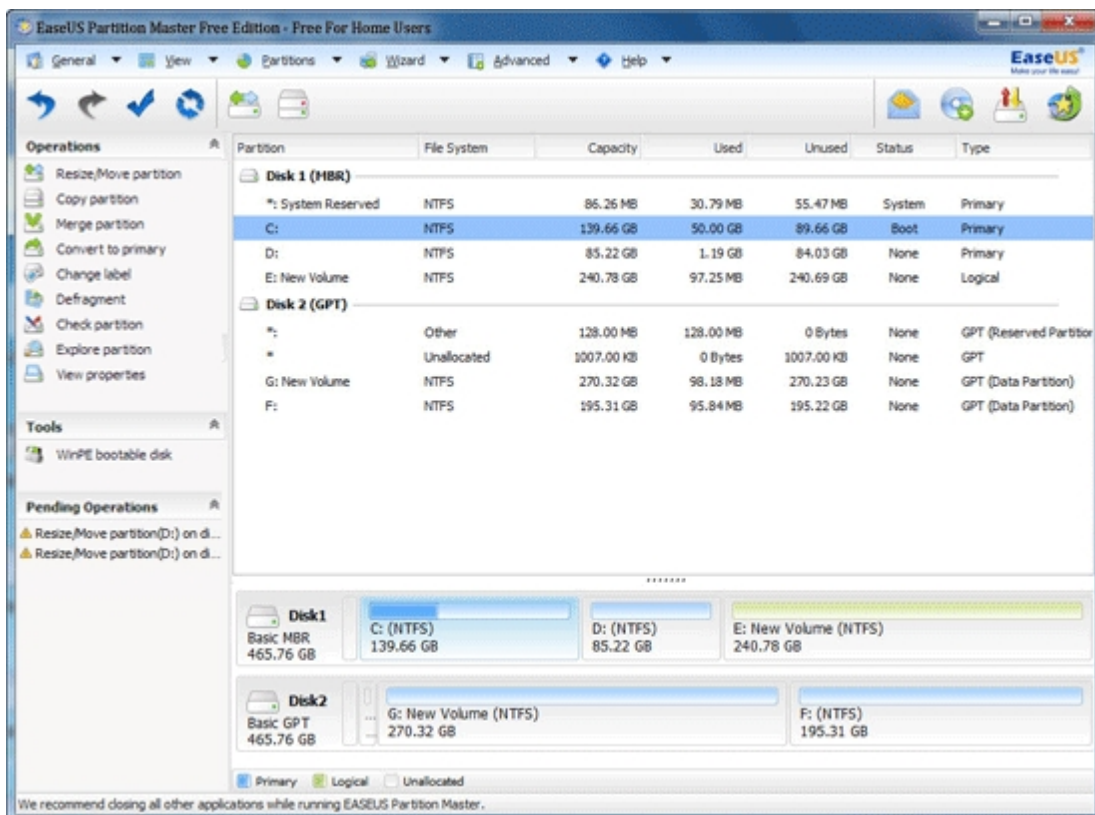 EaseUS Partition Master Free Edition - Free For Home Users
General View Partitions Wizard Advanced Help
EaseUS
Make your life easy!
Operations
Resize/Move partition
Copy partition
Merge partition
Convert to primary
Change label
Defragment
Check partition
Explore partition
View properties
Tools
WinPE bootable disk
Pending Operations
Resize/Move partition(D:) on di...
Resize/Move partition(D:) on di...
Partition File System Capacity Used Unused Status Type
Disk 1 (MBR)
*: System Reserved NTFS 86.26 MB 30.79 MB 55.47 MB System Primary
C: NTFS 139.66 GB 50.00 GB 89.66 GB Boot Primary
D: NTFS 85.22 GB 1.19 GB 84.03 GB None Primary
E: New Volume NTFS 240.78 GB 97.25 MB 240.69 GB None Logical
Disk 2 (GPT)
*: Other 128.00 MB 128.00 MB 0 Bytes None GPT (Reserved Partition
* Unallocated 1007.00 KB 0 Bytes 1007.00 KB None GPT
G: New Volume NTFS 270.32 GB 98.18 MB 270.23 GB None GPT (Data Partition)
F: NTFS 195.31 GB 95.84 MB 195.22 GB None GPT (Data Partition)
Disk1
Basic MBR
465.76 GB
C: (NTFS)
139.66 GB
D: (NTFS)
85.22 GB
E: New Volume (NTFS)
240.78 GB
Disk2
Basic GPT
465.76 GB
...
...
G: New Volume (NTFS)
270.32 GB
F: (NTFS)
195.31 GB
Primary Logical Unallocated
We recommend closing all other applications while running EASEUS Partition Master.